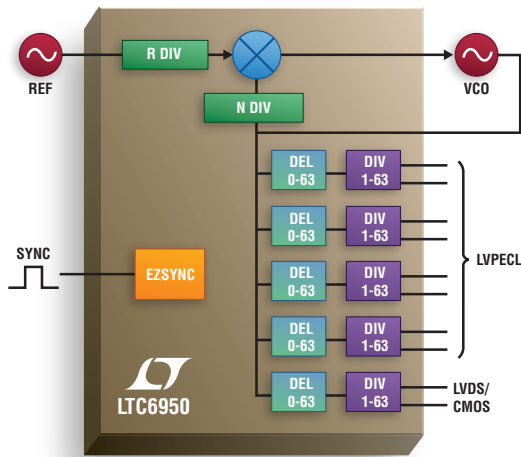 R DIV
REF
VCO
N DIV
DEL
0-63
DIV
1-63
DEL
0-63
DIV
1-63
SYNC
EZSYNC
DEL
0-63
DIV
1-63
LVPECL
DEL
0-63
DIV
1-63
LTC6950
DEL
0-63
DIV
1-63
LVDS/
CMOS